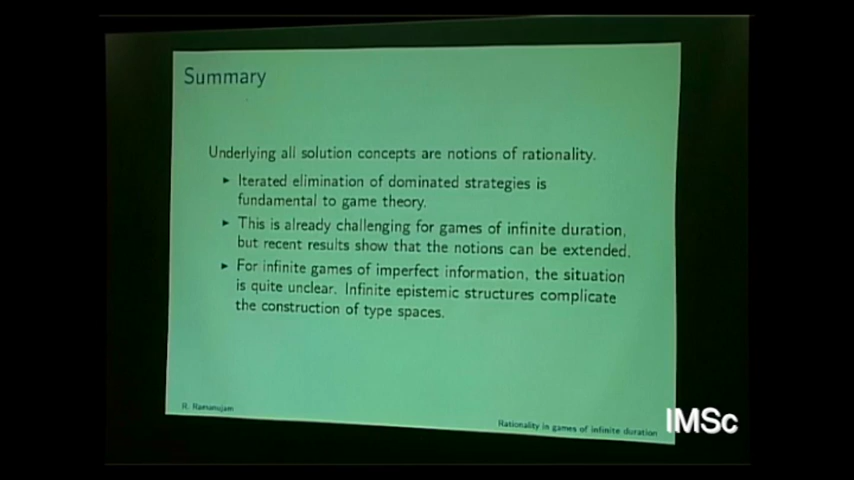 Summary
Underlying all solution concepts are notions of rationality.
► Iterated elimination of dominated strategies is
fundamental to game theory.
► This is already challenging for games of infinite duration,
but recent results show that the notions can be extended.
► For infinite games of imperfect information, the situation
is quite unclear. Infinite epistemic structures complicate
the construction of type spaces.
R. Ramanujam
Rationality in games of infinite duration
IMSc